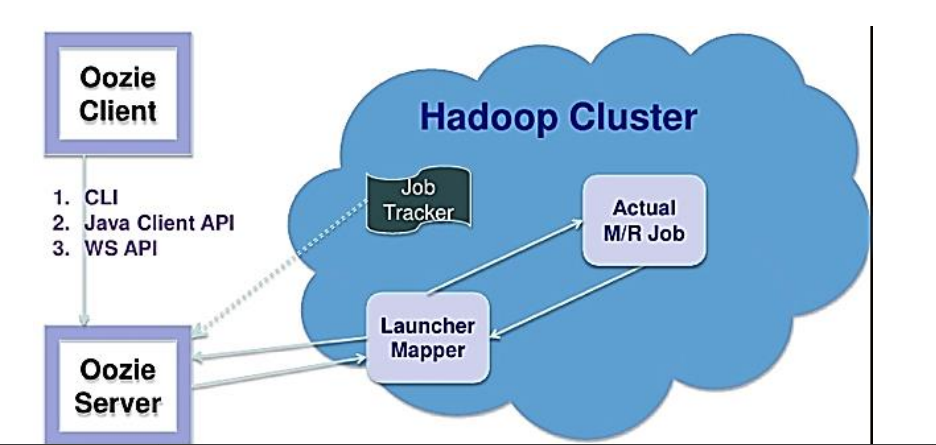 Oozie
Client
Hadoop Cluster
1. CLI
2. Java Client API
3. WS API
Job
Tracker
Actual
M/R Job
Launcher
Mapper
Oozie
Server